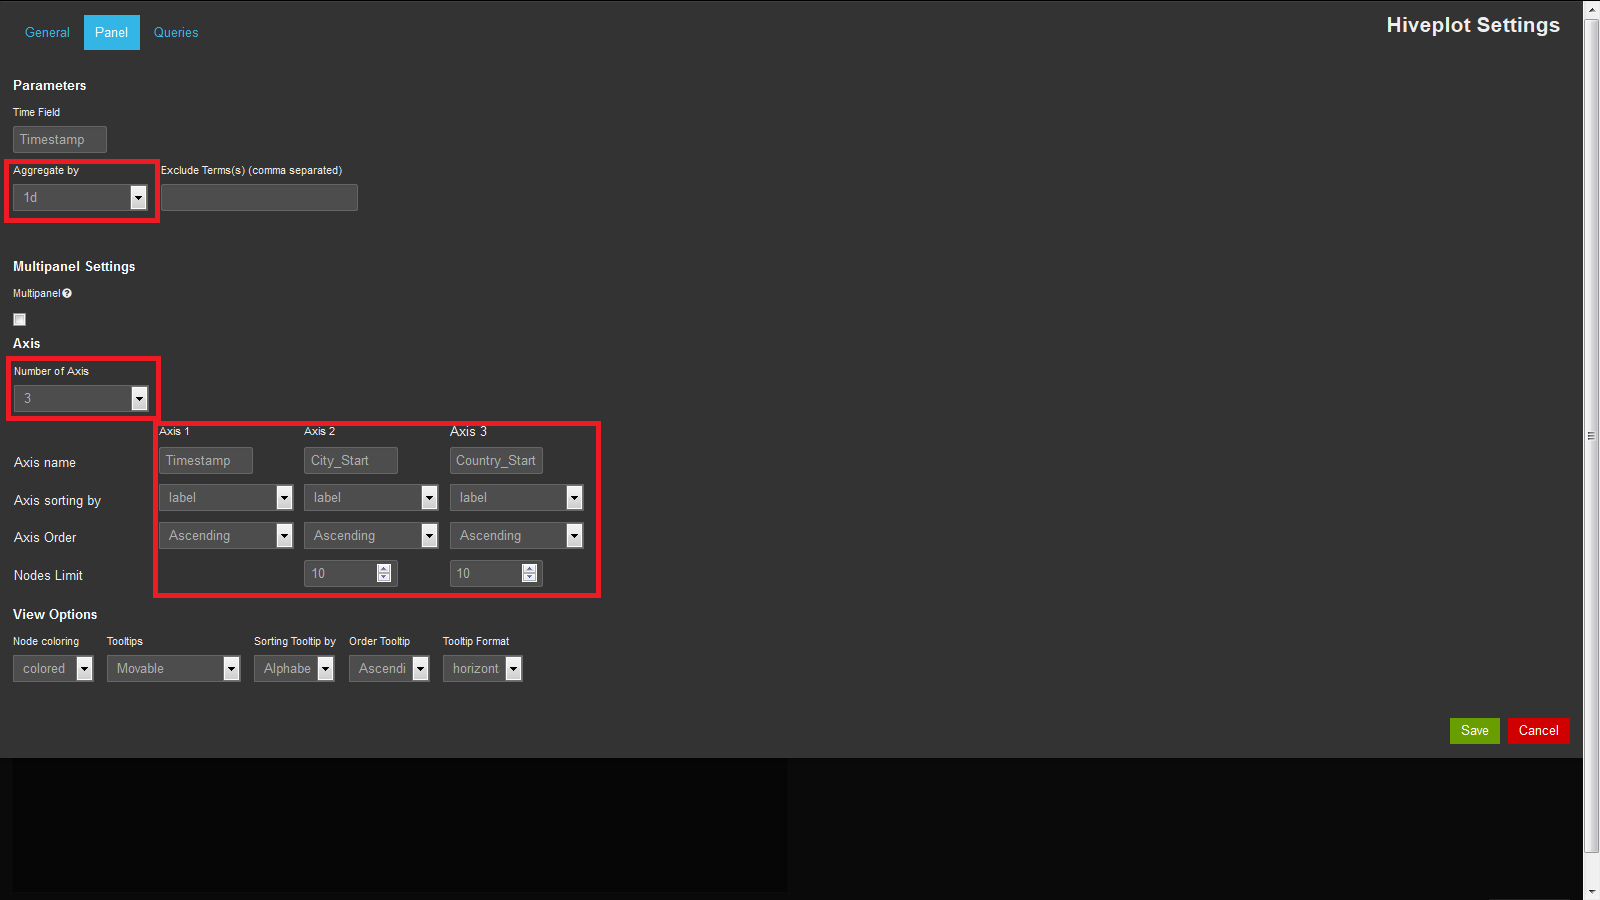 General Panel Queries
Hiveplot Settings
Parameters
Time Field
Timestamp
Aggregate by Exclude Terms(s) (comma separated)
1d
Multipanel Settings
Multipanel
Axis
Number of Axis
3
Axis 1 Axis 2 Axis 3
Axis name Timestamp City_Start Country_Start
Axis sorting by label label label
Axis Order Ascending Ascending Ascending
Nodes Limit 10 10
View Options
Node coloring Tooltips Sorting Tooltip by Order Tooltip Tooltip Format
colored Movable Alphabe Ascendi horizont
Save Cancel